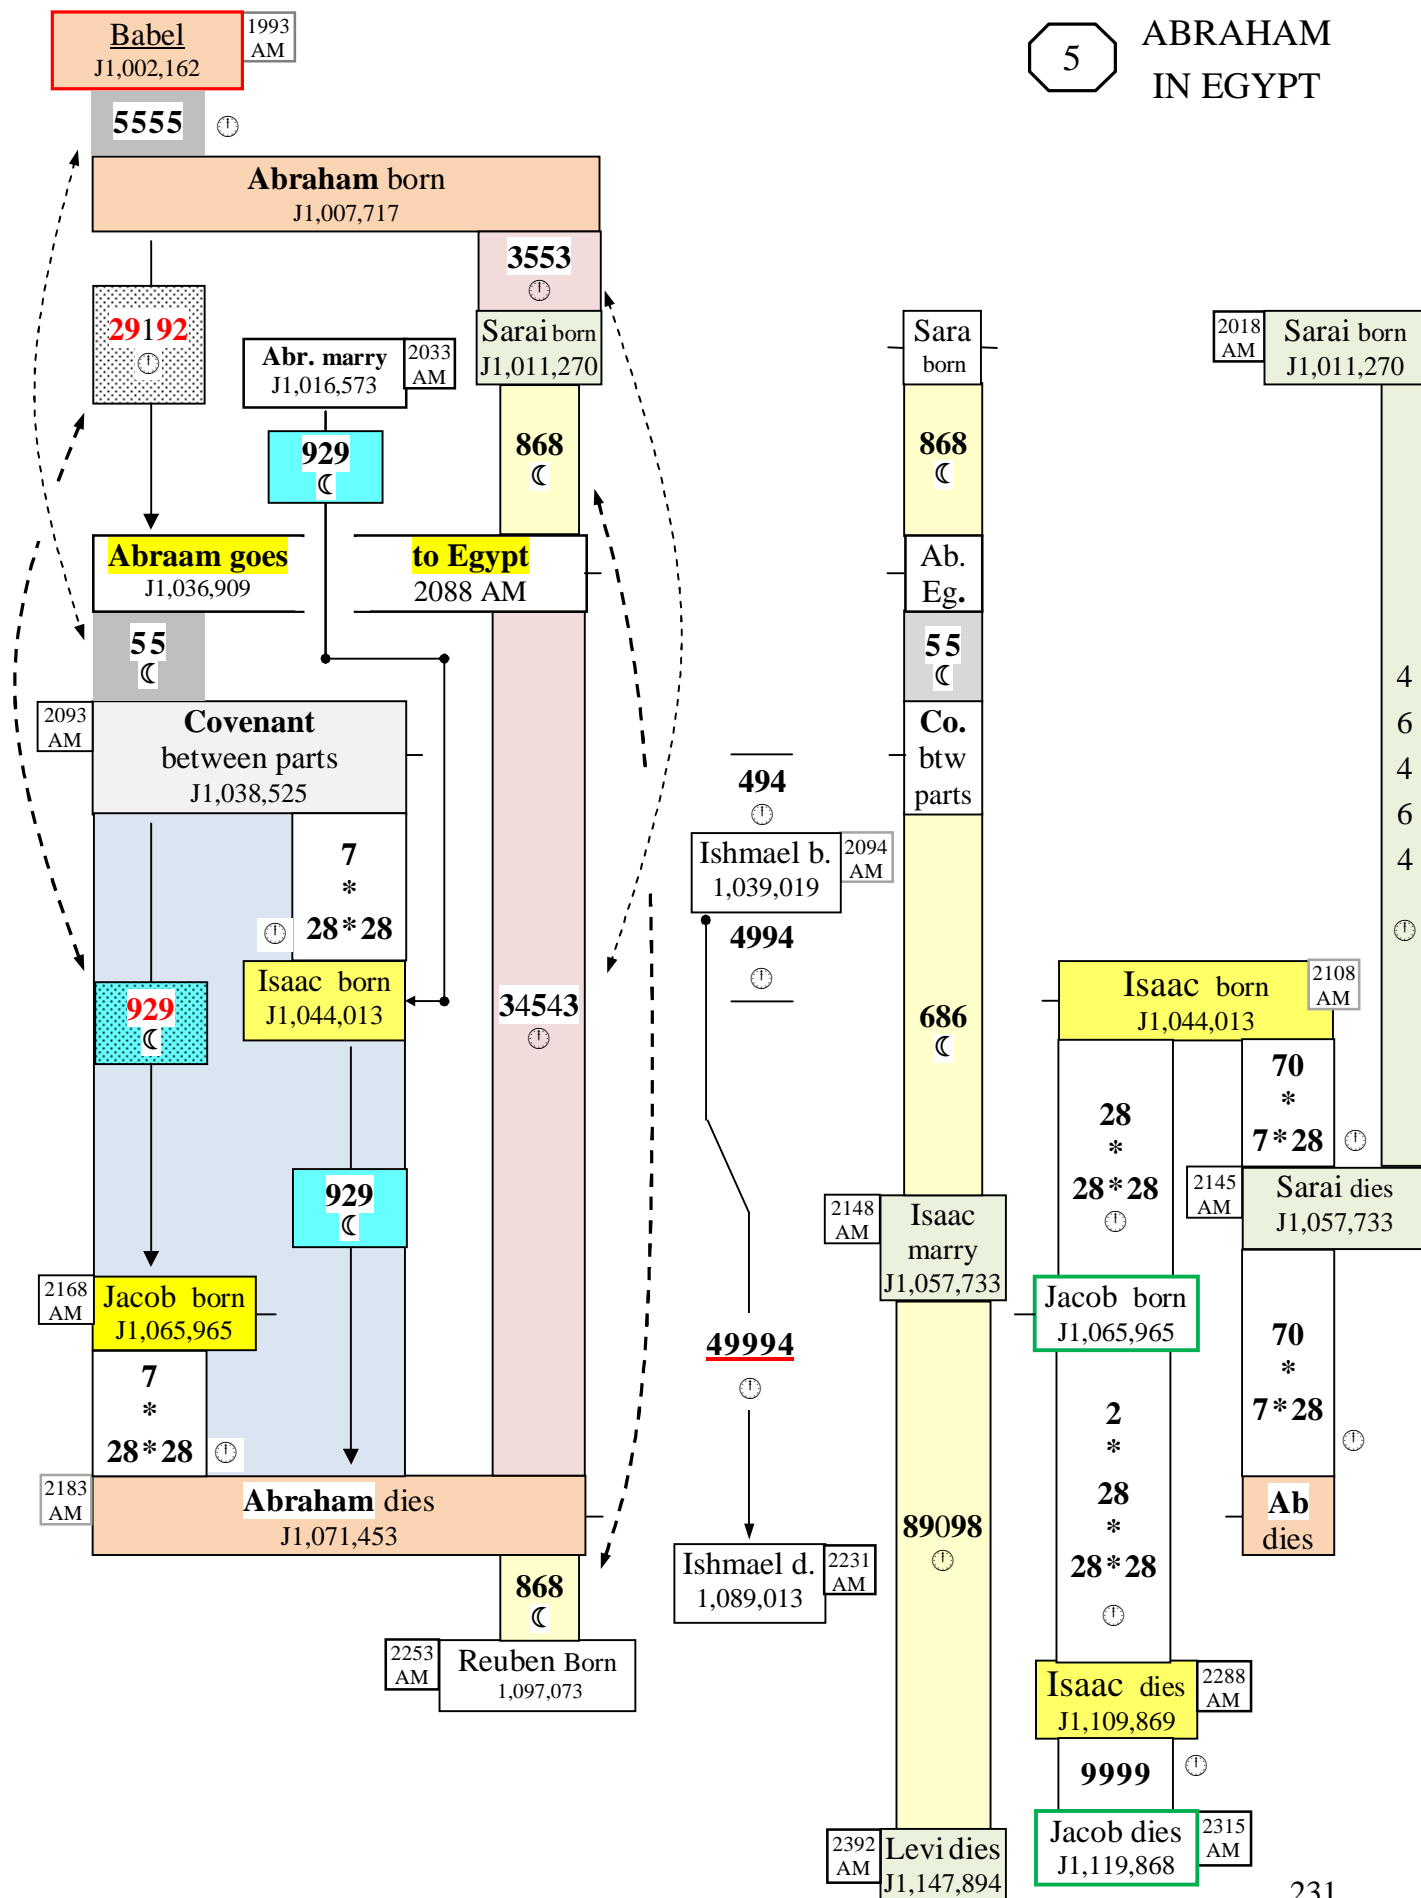 5
ABRAHAM
IN EGYPT
Babel
J1,002,162
1993
AM
5555
Abraham born
J1,007,717
3553
29192
Abr. marry
J1,016,573
2033
AM
Sarai born
J1,011,270
929
868
Abraam goes
J1,036,909
to Egypt
2088 AM
55
2093
AM
Covenant
between parts
J1,038,525
7
*
28*28
Isaac born
J1,044,013
929
34543
929
2168
AM
Jacob born
J1,065,965
7
*
28*28
2183
AM
Abraham dies
J1,071,453
868
2253
AM
Reuben Born
1,097,073
494
Ishmael b.
1,039,019
2094
AM
4994
49994
Ishmael d.
1,089,013
2231
AM
Sara
born
868
Ab.
Eg.
55
Co.
btw
parts
686
2148
AM
Isaac
marry
J1,057,733
89098
2392
AM
Levi dies
J1,147,894
2018
AM
Sarai born
J1,011,270
4
6
4
6
4
Isaac born
J1,044,013
2108
AM
28
*
28*28
70
*
7*28
2145
AM
Sarai dies
J1,057,733
Jacob born
J1,065,965
70
*
7*28
2
*
28
*
28*28
Ab
dies
Isaac dies
J1,109,869
2288
AM
9999
Jacob dies
J1,119,868
2315
AM
231